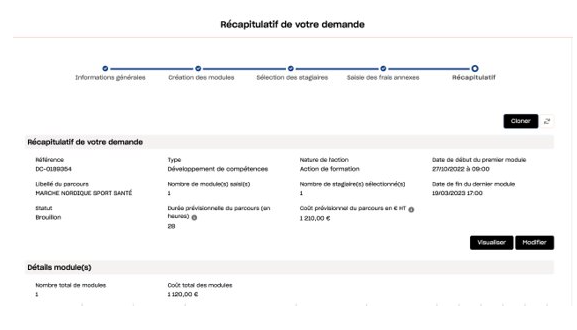 Récapitulatif de votre demande
Informations générales
Création des modules
Sélection des stagiaires
Saisie des frais annexes
Récapitulatif
Cloner
Récapitulatif de votre demande
Référence
DC-0189354
Type
Développement de compétences
Nature de l'action
Action de formation
Date de début du premier module
27/10/2022 à 09:00
Libellé du parcours
MARCHE NORDIQUE SPORT SANTÉ
Nombre de module(s) saisi(s)
1
Nombre de stagiaire(s) sélectionné(s)
1
Date de fin du dernier module
19/03/2023 17:00
Statut
Brouillon
Durée prévisionnelle du parcours (en
heures)
28
Coût prévisionnel du parcours en € HT
1 210,00 €
Visualiser
Modifier
Détails module(s)
Nombre total de modules
1
Coût total des modules
1 120,00 €